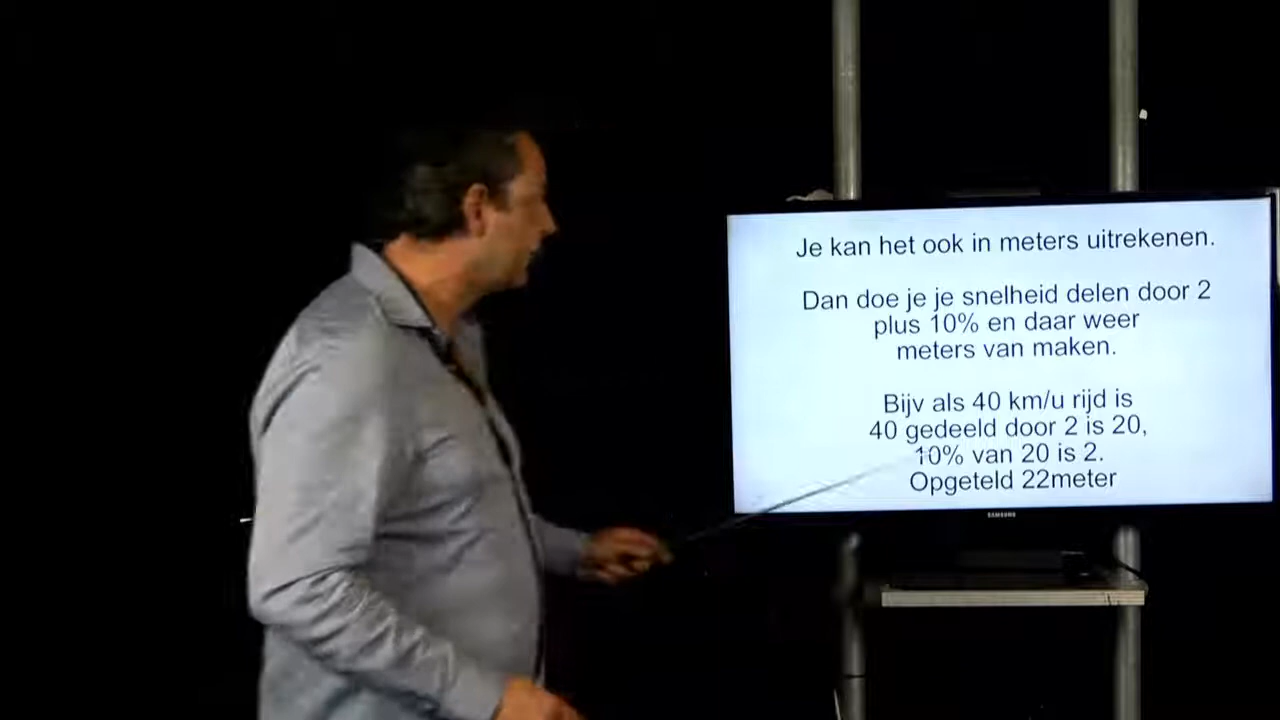 Je kan het ook in meters uitrekenen.
Dan doe je je snelheid delen door 2
plus 10% en daar weer
meters van maken.
Bijv als 40 km/u rijd is
40 gedeeld door 2 is 20,
10% van 20 is 2.
Opgeteld 22meter
SAMSUNG